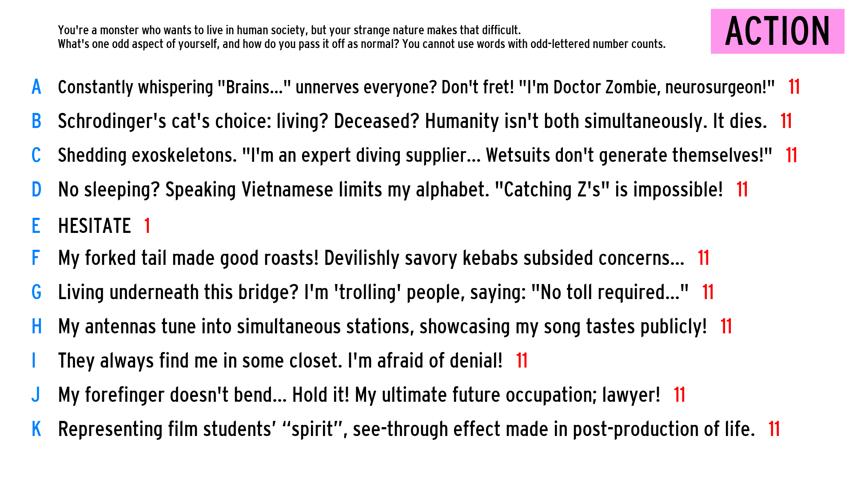 You're a monster who wants to live in human society, but your strange nature makes that difficult.
What's one odd aspect of yourself, and how do you pass it off as normal? You cannot use words with odd-lettered number counts.
ACTION
A Constantly whispering "Brains..." unnerves everyone? Don't fret! "I'm Doctor Zombie, neurosurgeon!" 11
B Schrodinger's cat's choice: living? Deceased? Humanity isn't both simultaneously. It dies. 11
C Shedding exoskeletons. "I'm an expert diving supplier... Wetsuits don't generate themselves!" 11
D No sleeping? Speaking Vietnamese limits my alphabet. "Catching Z's" is impossible! 11
E HESITATE 1
F My forked tail made good roasts! Devilishly savory kebabs subsided concerns... 11
G Living underneath this bridge? I'm 'trolling' people, saying: "No toll required..." 11
H My antennas tune into simultaneous stations, showcasing my song tastes publicly! 11
I They always find me in some closet. I'm afraid of denial! 11
J My forefinger doesn't bend... Hold it! My ultimate future occupation; lawyer! 11
K Representing film students’ “spirit”, see-through effect made in post-production of life. 11